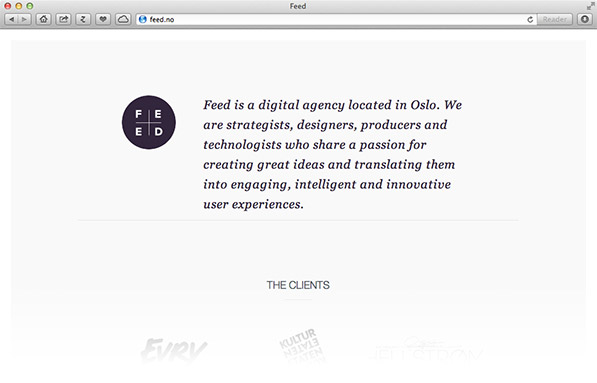 Feed
feed.no
Reader
F E
E D
Feed is a digital agency located in Oslo. We
are strategists, designers, producers and
technologists who share a passion for
creating great ideas and translating them
into engaging, intelligent and innovative
user experiences.
THE CLIENTS
EVRY
KULTUR
ETATEN